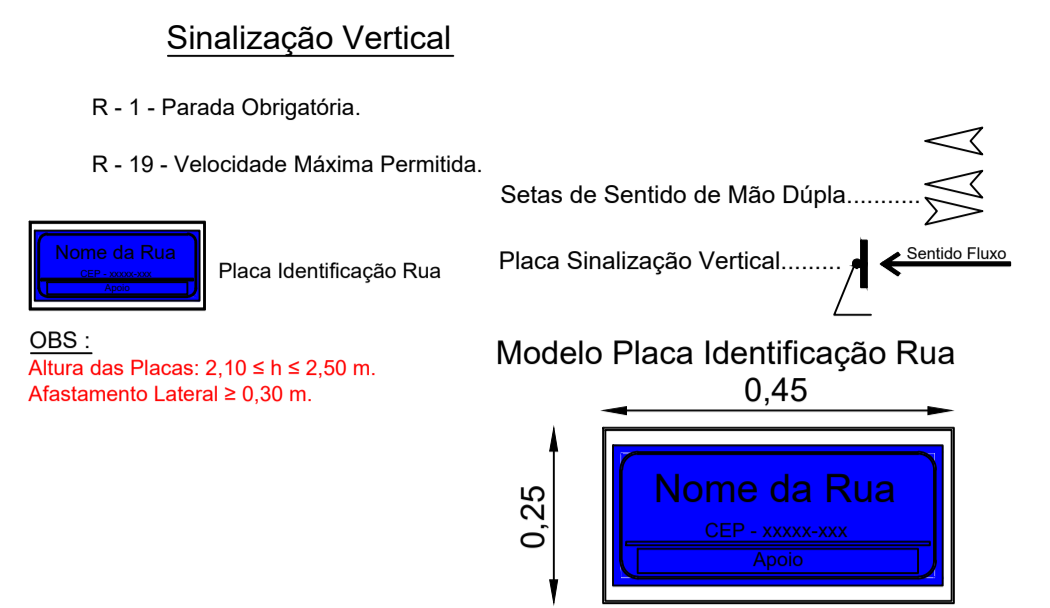 Sinalização Vertical
R - 1 - Parada Obrigatória.
R - 19 - Velocidade Máxima Permitida.
Nome da Rua
CEP - xxxxx-xxx
Apoio
Placa Identificação Rua
OBS :
Altura das Placas: 2,10 ≤ h ≤ 2,50 m.
Afastamento Lateral ≥ 0,30 m.
Setas de Sentido de Mão Dúpla...........
Placa Sinalização Vertical.........
Sentido Fluxo
Modelo Placa Identificação Rua
0,45
0,25
Nome da Rua
CEP - xxxxx-xxx
Apoio